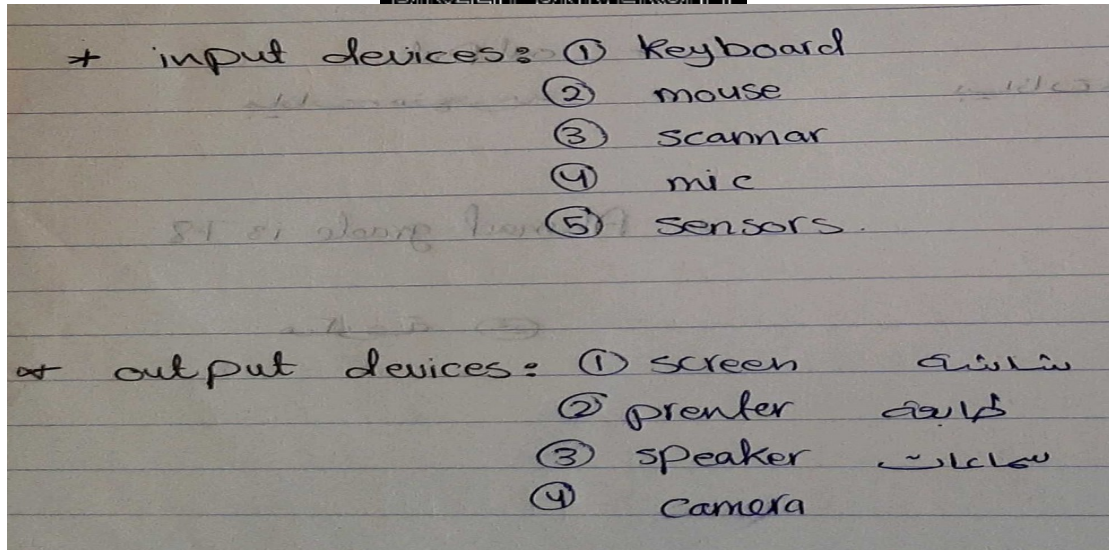 * input devices: ① keyboard
② mouse
③ scannar
④ mic
⑤ sensors.
* output devices: ① screen شاشة
② prenter طابعة
③ speaker سماعات
④ camera